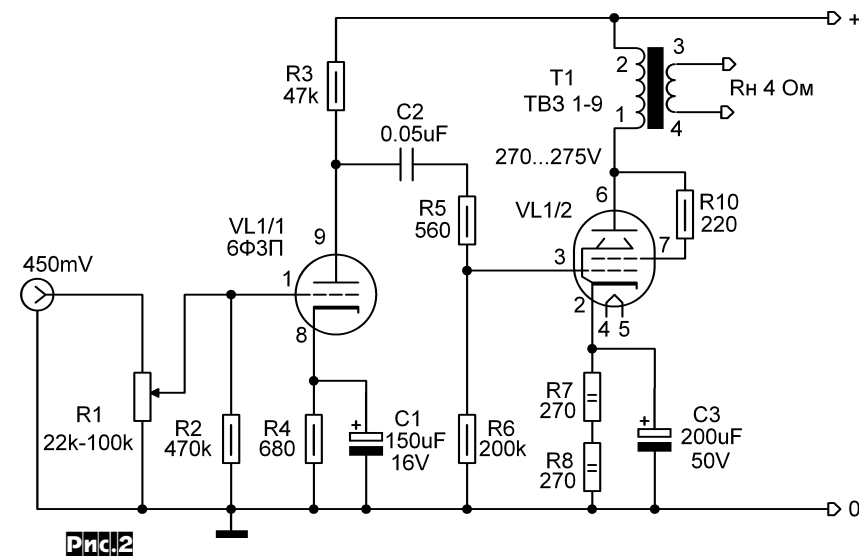 +
R3
47k
C2
0.05uF
T1
ТВЗ 1-9
2
1
3
4
Rн 4 Ом
270...275V
VL1/1
6Ф3П
9
1
8
R5
560
VL1/2
6
7
3
2
4 5
R10
220
450mV
R1
22k-100k
R2
470k
R4
680
+
C1
150uF
16V
R6
200k
R7
270
R8
270
+
C3
200uF
50V
0
Рис.2